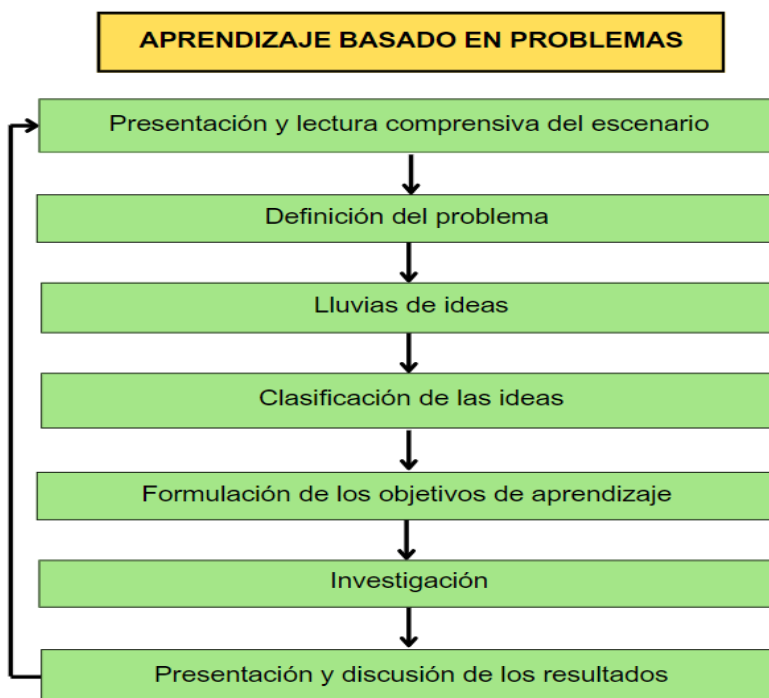 APRENDIZAJE BASADO EN PROBLEMAS
Presentación y lectura comprensiva del escenario
Definición del problema
Lluvias de ideas
Clasificación de las ideas
Formulación de los objetivos de aprendizaje
Investigación
Presentación y discusión de los resultados